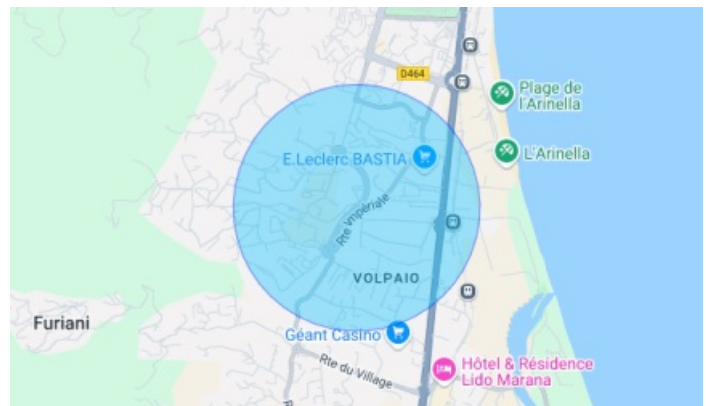 D464
Plage de
l'Arinella
E.Leclerc BASTIA
L'Arinella
Rte Impériale
VOLPAIO
Furiani
Géant Casino
Rte du Village
Hôtel & Résidence
Lido Marana